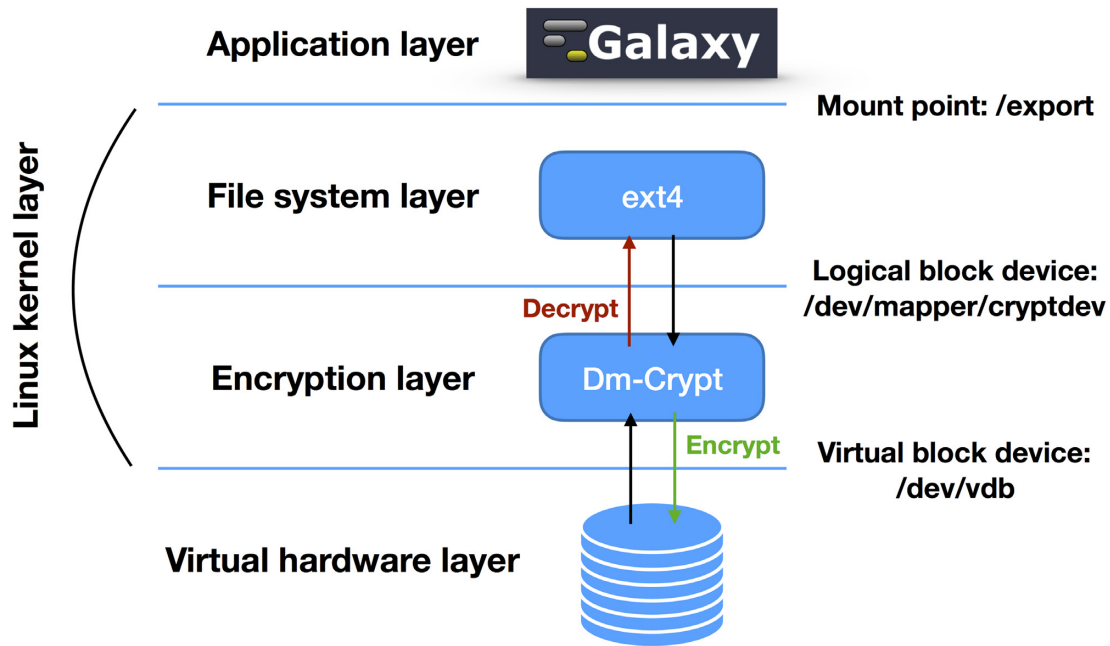 Application layer
Galaxy
Mount point: /export
Linux kernel layer
File system layer
ext4
Logical block device:
/dev/mapper/cryptdev
Decrypt
Encryption layer
Dm-Crypt
Encrypt
Virtual block device:
/dev/vdb
Virtual hardware layer